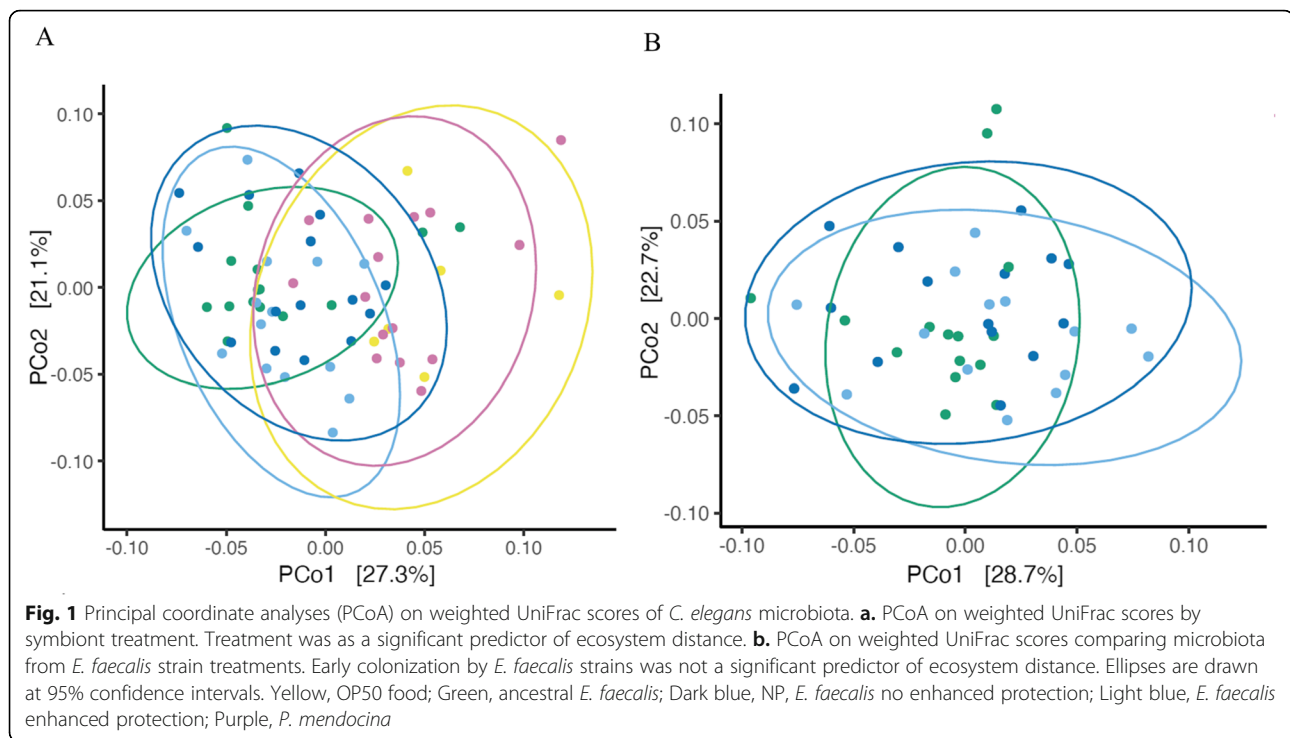 A
B
PCo2 [21.1%]
0.10
0.05
0.00
-0.05
-0.10
-0.10
-0.05
0.00
0.05
0.10
PCo1 [27.3%]
PCo2 [22.7%]
0.10
0.05
0.00
-0.05
-0.10
-0.10
-0.05
0.00
0.05
0.10
PCo1 [28.7%]
Fig. 1 Principal coordinate analyses (PCoA) on weighted UniFrac scores of C. elegans microbiota. a. PCoA on weighted UniFrac scores by
symbiont treatment. Treatment was as a significant predictor of ecosystem distance. b. PCoA on weighted UniFrac scores comparing microbiota
from E. faecalis strain treatments. Early colonization by E. faecalis strains was not a significant predictor of ecosystem distance. Ellipses are drawn
at 95% confidence intervals. Yellow, OP50 food; Green, ancestral E. faecalis; Dark blue, NP, E. faecalis no enhanced protection; Light blue, E. faecalis
enhanced protection; Purple, P. mendocina